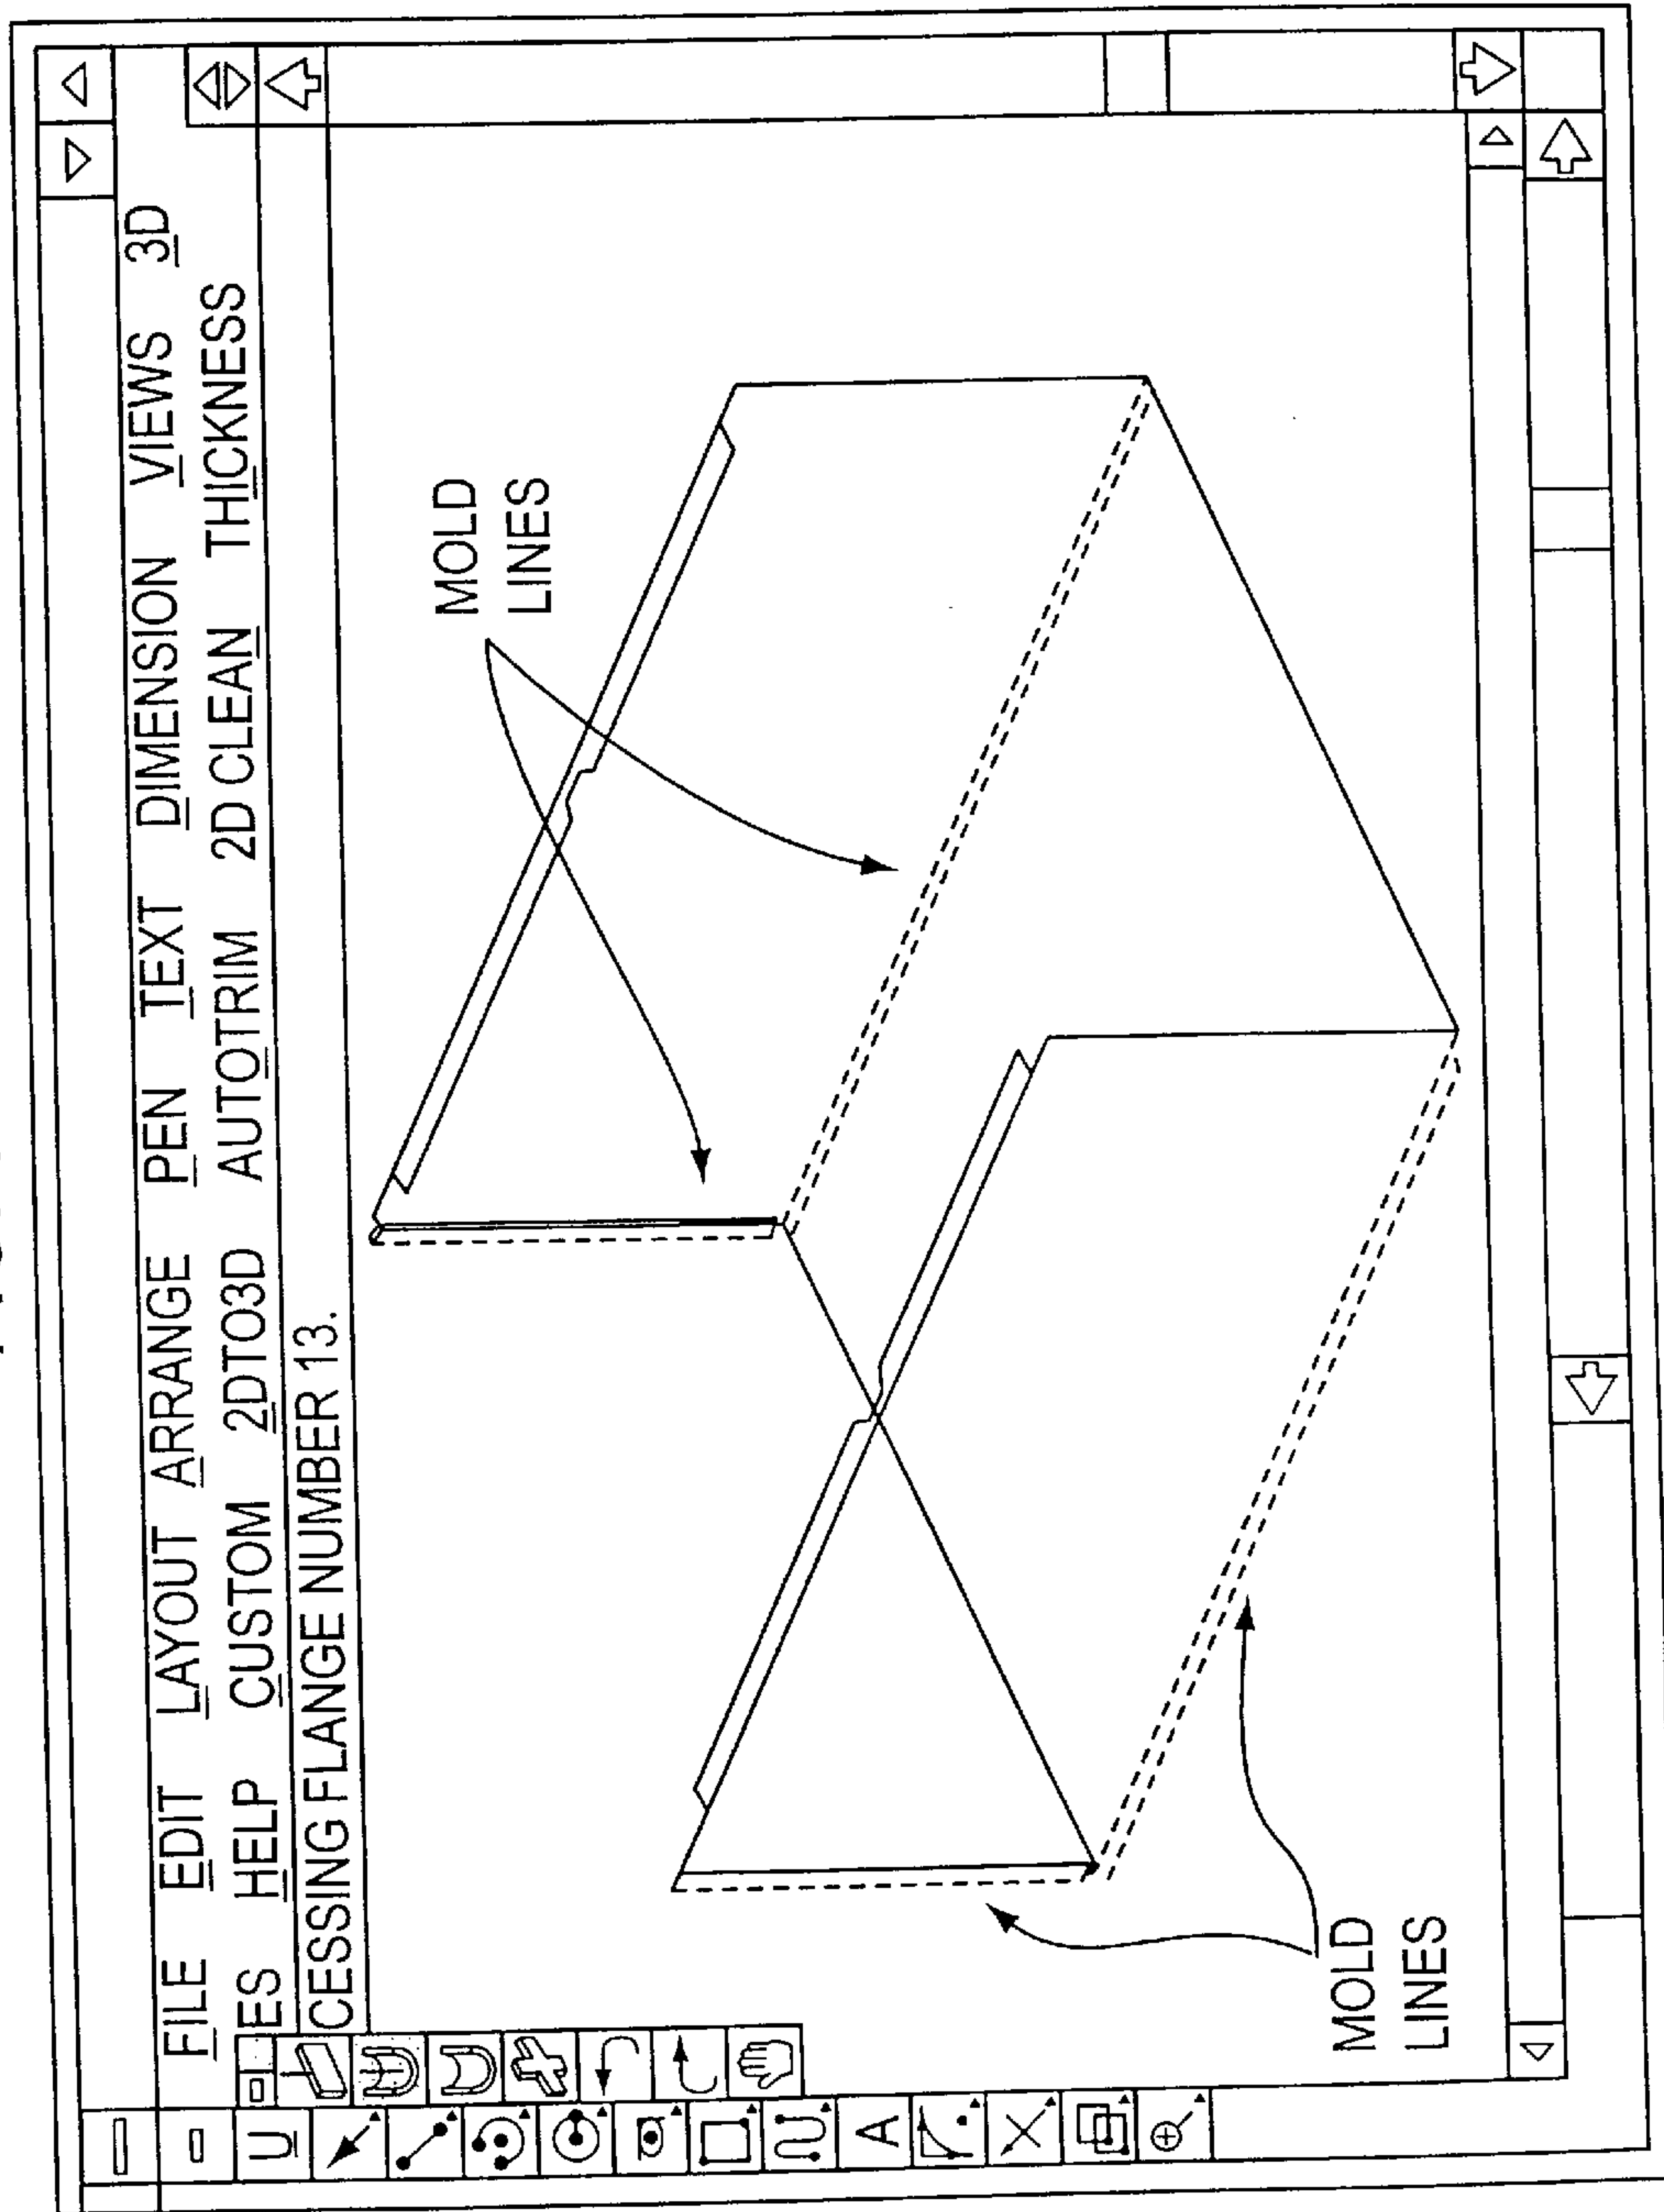 FILE EDIT LAYOUT ARRANGE PEN TEXT DIMENSION VIEWS 3D
ES HELP CUSTOM 2DTO3D AUTOTRIM 2D CLEAN THICKNESS
CESSING FLANGE NUMBER 13.
MOLD
LINES
MOLD
LINES
U
A